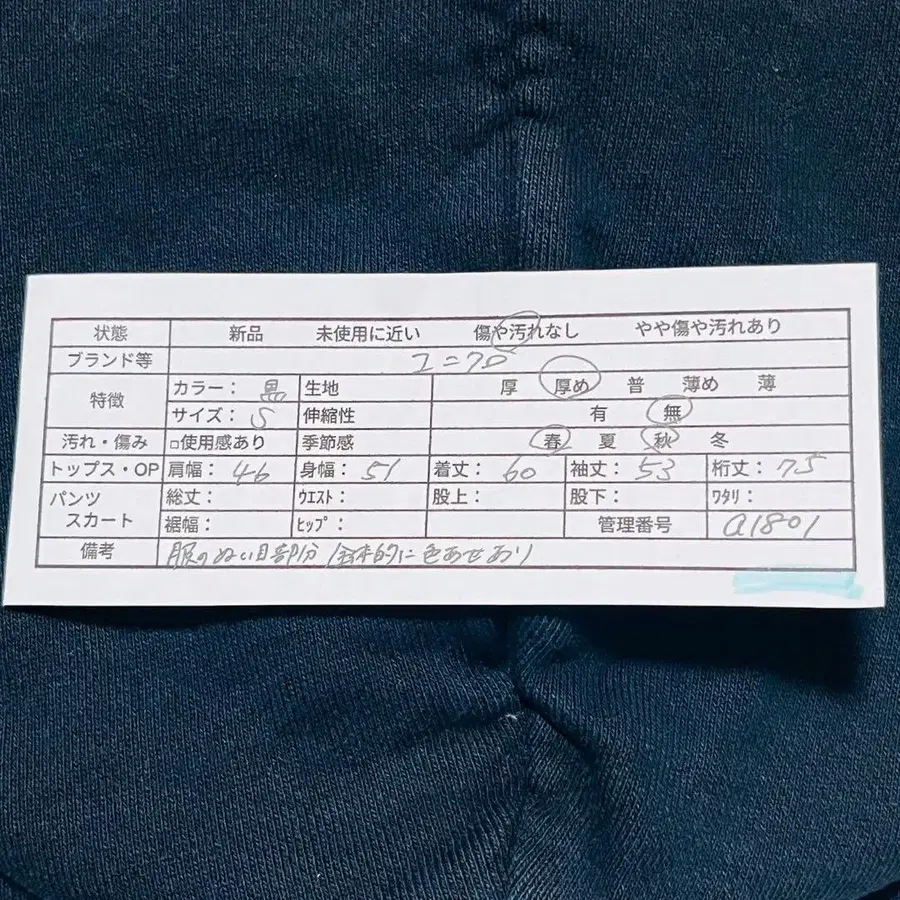 状態 新品 未使用に近い 傷や汚れなし やや傷や汚れあり
ブランド等 ユニクロ
特徴 カラー： 黒 生地 厚 厚め 普 薄め 薄
サイズ： S 伸縮性 有 無
汚れ・傷み □使用感あり 季節感 春 夏 秋 冬
トップス・OP 肩幅： 46 身幅： 51 着丈： 60 袖丈： 53 裄丈： 75
パンツ スカート 総丈： ｳｴｽﾄ： 股上： 股下： ﾜﾀﾘ：
裾幅： ﾋｯﾌﾟ： 管理番号 a1801
備考 服のぬい目部分 全体的に色あせあり